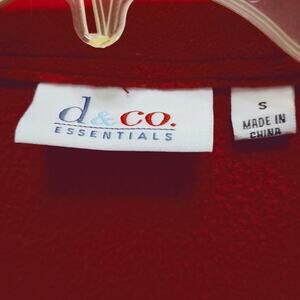 d&co.
ESSENTIALS
S
MADE IN
CHINA